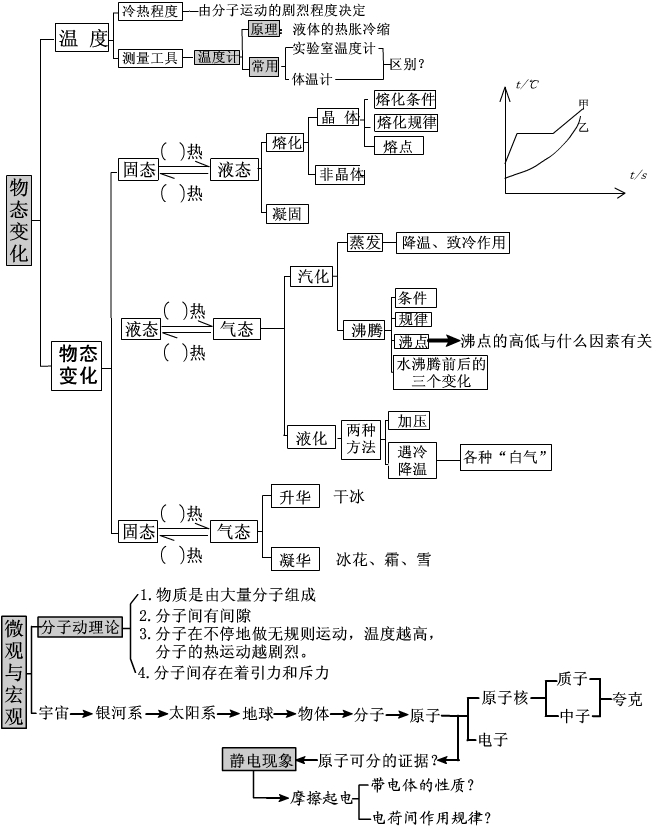 冷热程度
由分子运动的剧烈程度决定
温 度
原理
：液体的热胀冷缩
测量工具
温度计
常用
实验室温度计
体温计
区别？
物态变化
物态
变化
固态
( )热
( )热
液态
熔化
晶 体
熔化条件
熔化规律
熔点
非晶体
凝固
t/℃
甲
乙
t/s
液态
( )热
( )热
气态
汽化
蒸发
降温、致冷作用
沸腾
条件
规律
沸点
沸点的高低与什么因素有关
水沸腾前后的
三个变化
液化
两种
方法
加压
遇冷
降温
各种“白气”
固态
( )热
( )热
气态
升华
干冰
凝华
冰花、霜、雪
微观与宏观
分子动理论
1. 物质是由大量分子组成
2. 分子间有间隙
3. 分子在不停地做无规则运动，温度越高，
分子的热运动越剧烈。
4. 分子间存在着引力和斥力
宇宙
银河系
太阳系
地球
物体
分子
原子
原子核
质子
中子
夸克
电子
静电现象
原子可分的证据？
摩擦起电
带电体的性质？
电荷间作用规律？